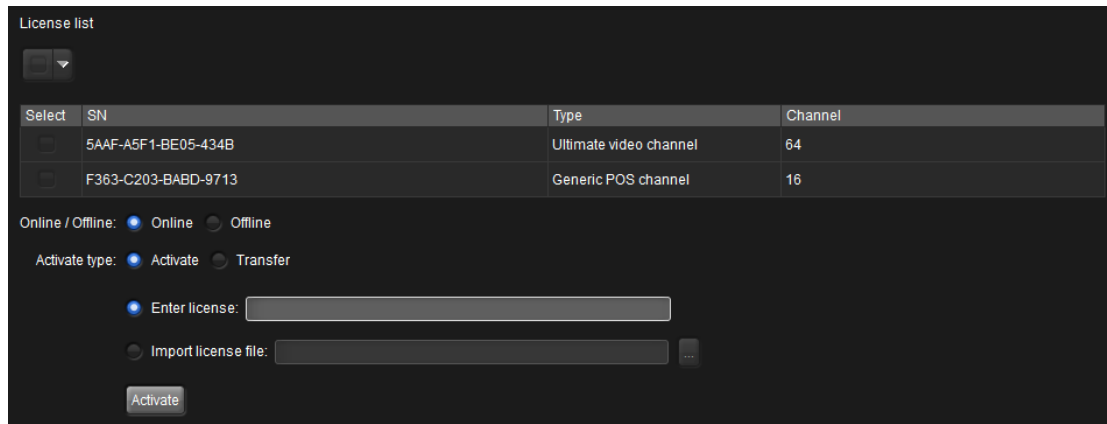 License list
Select SN Type Channel
5AAF-A5F1-BE05-434B Ultimate video channel 64
F363-C203-BABD-9713 Generic POS channel 16
Online / Offline: Online Offline
Activate type: Activate Transfer
Enter license:
Import license file: ...
Activate